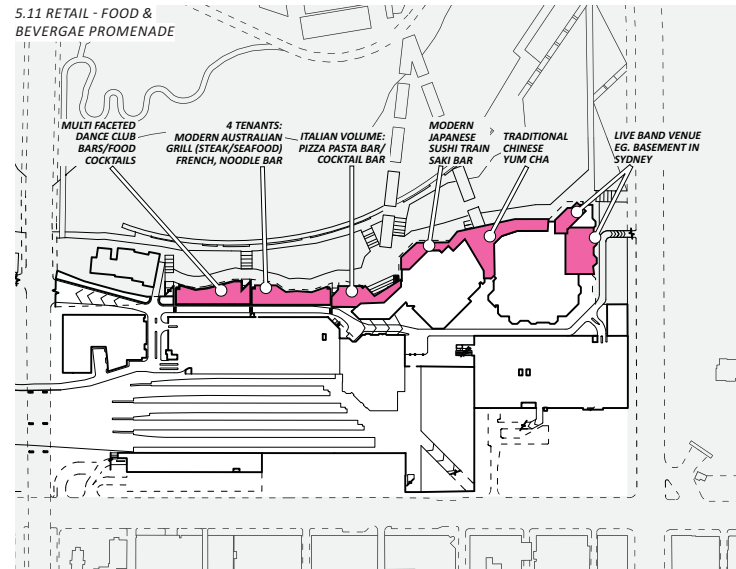 5.11 RETAIL - FOOD &
BEVERGAE PROMENADE
MULTI FACETED
DANCE CLUB
BARS/FOOD
COCKTAILS
4 TENANTS:
MODERN AUSTRALIAN
GRILL (STEAK/SEAFOOD)
FRENCH, NOODLE BAR
ITALIAN VOLUME:
PIZZA PASTA BAR/
COCKTAIL BAR
MODERN
JAPANESE
SUSHI TRAIN
SAKI BAR
TRADITIONAL
CHINESE
YUM CHA
LIVE BAND VENUE
EG. BASEMENT IN
SYDNEY